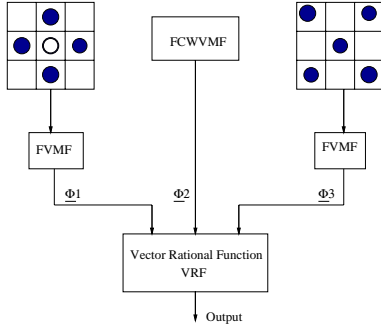 FCWVMF
FVMF
FVMF
Φ1
Φ2
Φ3
Vector Rational Function
VRF
Output